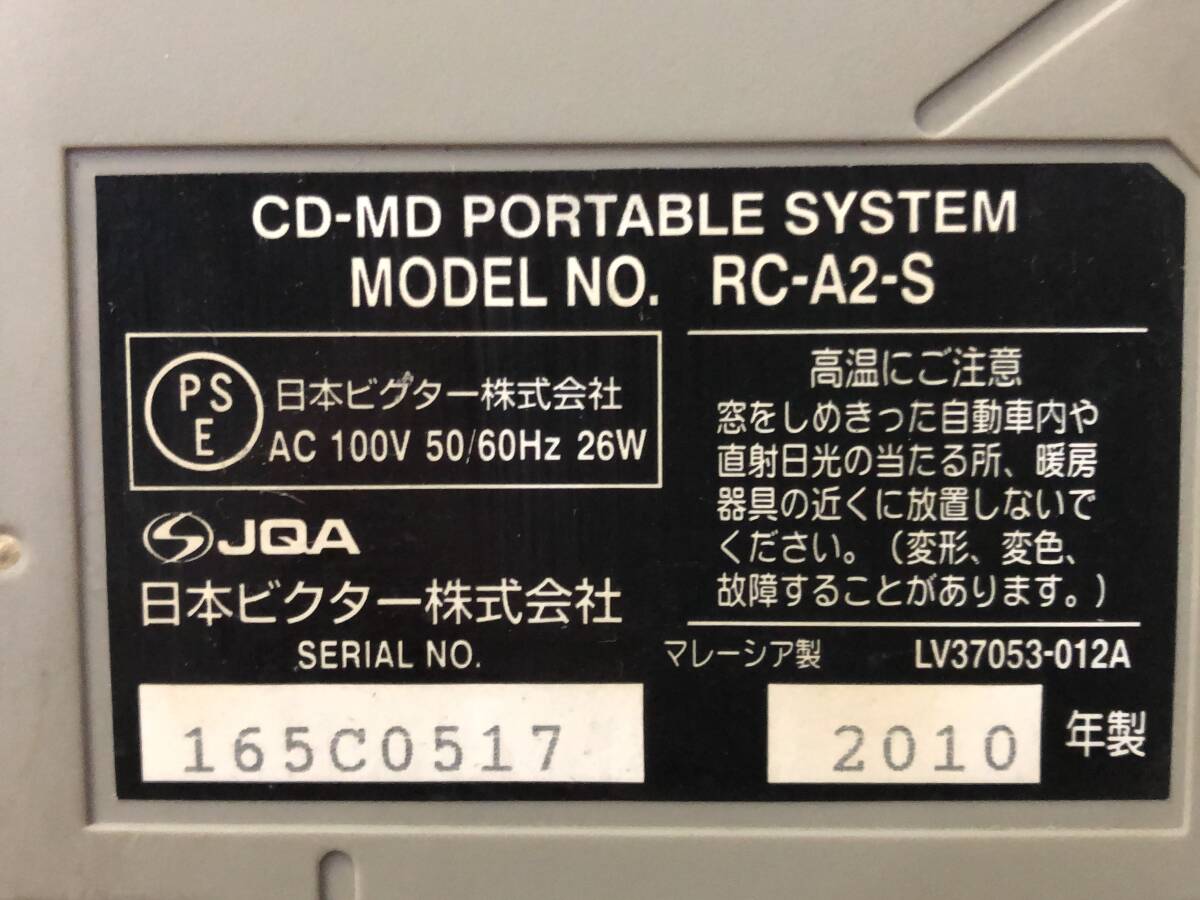 CD-MD PORTABLE SYSTEM
MODEL NO. RC-A2-S
PS
E
日本ビクター株式会社
AC 100V 50/60Hz 26W
JQA
日本ビクター株式会社
SERIAL NO.
165C0517
高温にご注意
窓をしめきった自動車内や
直射日光の当たる所、暖房
器具の近くに放置しないで
ください。(変形、変色、
故障することがあります。)
マレーシア製 LV37053-012A
2010 年製